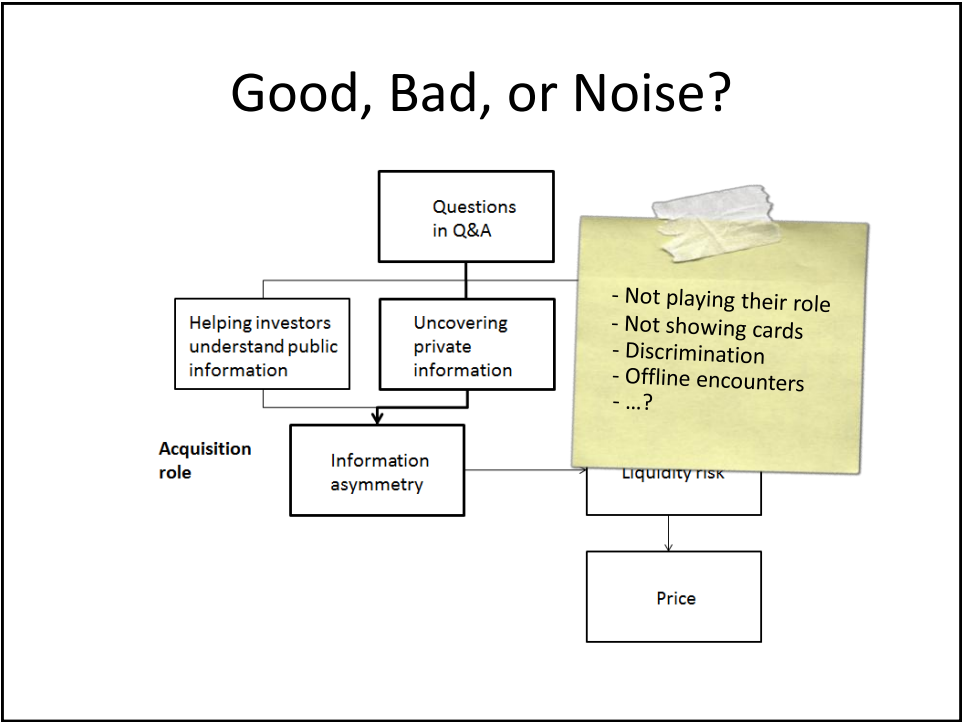 Good, Bad, or Noise?
Questions
in Q&A
Helping investors
understand public
information
Uncovering
private
information
- Not playing their role
- Not showing cards
- Discrimination
- Offline encounters
- ...?
Acquisition
role
Information
asymmetry
Liquidity risk
Price